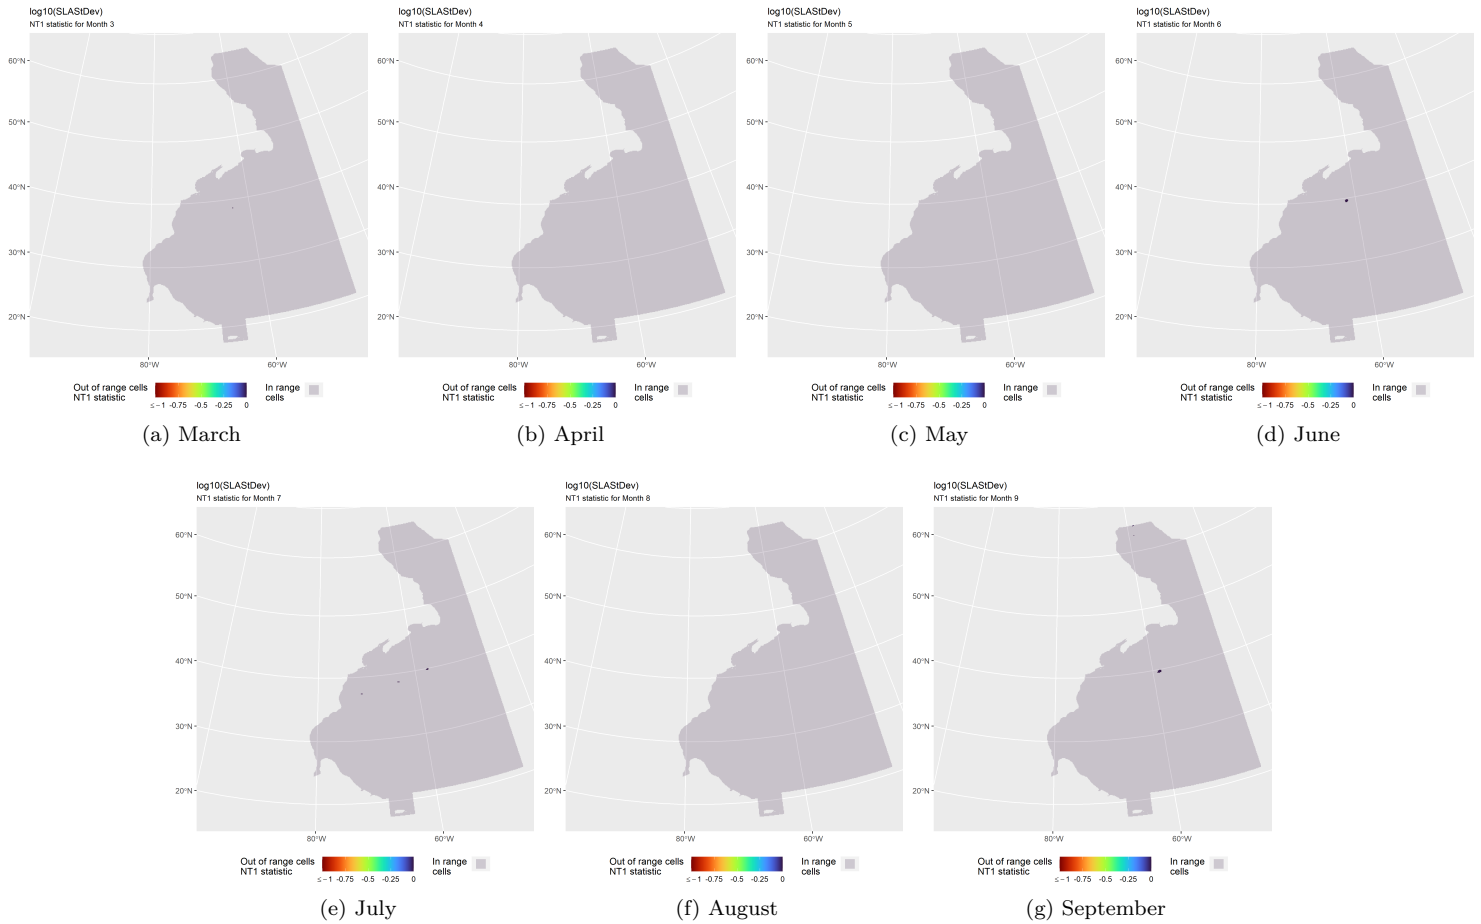 log10(SLAStDev)
NT1 statistic for Month 3
60°N
50°N
40°N
30°N
20°N
80°W 60°W
Out of range cells
NT1 statistic
≤−1 -0.75 -0.5 -0.25 0
In range
cells
(a) March
log10(SLAStDev)
NT1 statistic for Month 4
60°N
50°N
40°N
30°N
20°N
80°W 60°W
Out of range cells
NT1 statistic
≤−1 -0.75 -0.5 -0.25 0
In range
cells
(b) April
log10(SLAStDev)
NT1 statistic for Month 5
60°N
50°N
40°N
30°N
20°N
80°W 60°W
Out of range cells
NT1 statistic
≤−1 -0.75 -0.5 -0.25 0
In range
cells
(c) May
log10(SLAStDev)
NT1 statistic for Month 6
60°N
50°N
40°N
30°N
20°N
80°W 60°W
Out of range cells
NT1 statistic
≤−1 -0.75 -0.5 -0.25 0
In range
cells
(d) June
log10(SLAStDev)
NT1 statistic for Month 7
60°N
50°N
40°N
30°N
20°N
80°W 60°W
Out of range cells
NT1 statistic
≤−1 -0.75 -0.5 -0.25 0
In range
cells
(e) July
log10(SLAStDev)
NT1 statistic for Month 8
60°N
50°N
40°N
30°N
20°N
80°W 60°W
Out of range cells
NT1 statistic
≤−1 -0.75 -0.5 -0.25 0
In range
cells
(f) August
log10(SLAStDev)
NT1 statistic for Month 9
60°N
50°N
40°N
30°N
20°N
80°W 60°W
Out of range cells
NT1 statistic
≤−1 -0.75 -0.5 -0.25 0
In range
cells
(g) September